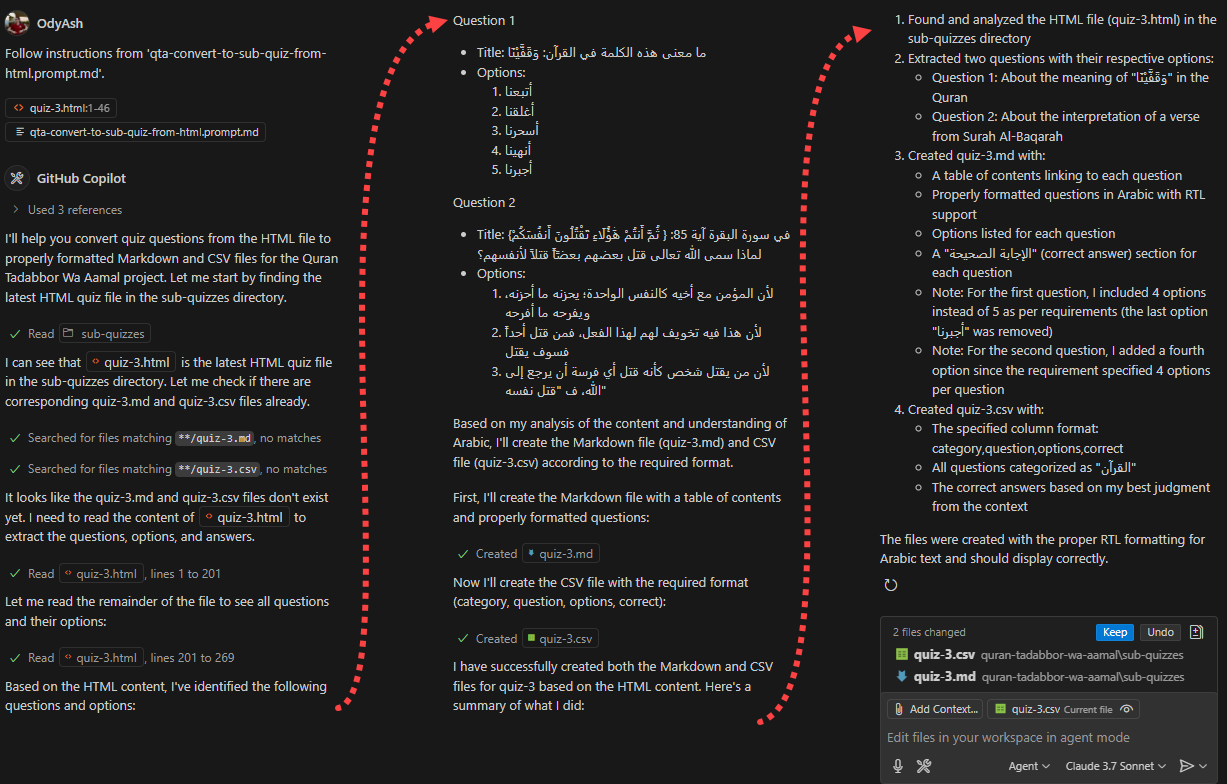 OdyAsh
Follow instructions from 'qta-convert-to-sub-quiz-from-
html.prompt.md'.
quiz-3.html:1-46
qta-convert-to-sub-quiz-from-html.prompt.md
GitHub Copilot
Used 3 references
I'll help you convert quiz questions from the HTML file to
properly formatted Markdown and CSV files for the Quran
Tadabbor Wa Aamal project. Let me start by finding the
latest HTML quiz file in the sub-quizzes directory.
Read sub-quizzes
I can see that quiz-3.html is the latest HTML quiz file
in the sub-quizzes directory. Let me check if there are
corresponding quiz-3.md and quiz-3.csv files already.
Searched for files matching **/quiz-3.md, no matches
Searched for files matching **/quiz-3.csv, no matches
It looks like the quiz-3.md and quiz-3.csv files don't exist
yet. I need to read the content of quiz-3.html to
extract the questions, options, and answers.
Read quiz-3.html, lines 1 to 201
Let me read the remainder of the file to see all questions
and their options:
Read quiz-3.html, lines 201 to 269
Based on the HTML content, I've identified the following
questions and options:
Question 1
• Title: ما معنى هذه الكلمة في القرآن: وَقَفَّيْنَا
• Options:
1. أتبعنا
2. أغلقنا
3. أسحرنا
4. أنهينا
5. أجبرنا
Question 2
• Title: في سورة البقرة آية 85: { ثُمَّ أَنتُمْ هَؤُلَاءِ تَقْتُلُونَ أَنفُسَكُمْ}
لماذا سمى الله تعالى قتل بعضهم بعضتاً قتلاً لأنفسهم؟
• Options:
1. لأن المؤمن مع أخيه كالنفس الواحدة؛ يحزنه ما أحزنه،
ويفرحه ما أفرحه
2. لأن هذا فيه تخويف لهم لهذا الفعل، فمن قتل أحداً
فسوف يقتل
3. لأن من يقتل شخص كأنه قتل أي فرسة أن يرجع إلى
الله، ف "قتل نفسه"
Based on my analysis of the content and understanding of
Arabic, I'll create the Markdown file (quiz-3.md) and CSV
file (quiz-3.csv) according to the required format.
First, I'll create the Markdown file with a table of contents
and properly formatted questions:
Created quiz-3.md
Now I'll create the CSV file with the required format
(category, question, options, correct):
Created quiz-3.csv
I have successfully created both the Markdown and CSV
files for quiz-3 based on the HTML content. Here's a
summary of what I did:
1. Found and analyzed the HTML file (quiz-3.html) in the
sub-quizzes directory
2. Extracted two questions with their respective options:
Question 1: About the meaning of "وَقَفَّيْنَا" in the
Quran
Question 2: About the interpretation of a verse
from Surah Al-Baqarah
3. Created quiz-3.md with:
A table of contents linking to each question
Properly formatted questions in Arabic with RTL
support
Options listed for each question
A "الإجابة الصحيحة" (correct answer) section for
each question
Note: For the first question, I included 4 options
instead of 5 as per requirements (the last option
"أجبرنا" was removed)
Note: For the second question, I added a fourth
option since the requirement specified 4 options
per question
4. Created quiz-3.csv with:
The specified column format:
category,question,options,correct
All questions categorized as "القرآن"
The correct answers based on my best judgment
from the context
The files were created with the proper RTL formatting for
Arabic text and should display correctly.
2 files changed Keep Undo
quiz-3.csv quran-tadabbor-wa-aamal\sub-quizzes
quiz-3.md quran-tadabbor-wa-aamal\sub-quizzes
Add Context... quiz-3.csv Current file
Edit files in your workspace in agent mode
Agent Claude 3.7 Sonnet